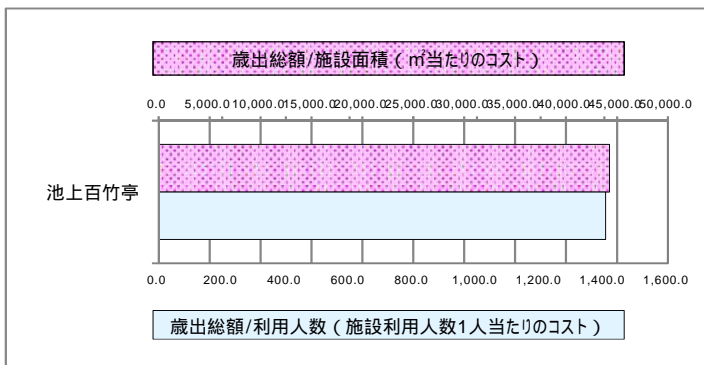 歳出総額/施設面積（㎡当たりのコスト）
0.0 5,000.0 10,000.0 15,000.0 20,000.0 25,000.0 30,000.0 35,000.0 40,000.0 45,000.0 50,000.0
池上百竹亭
0.0 200.0 400.0 600.0 800.0 1,000.0 1,200.0 1,400.0 1,600.0
歳出総額/利用人数（施設利用人数1人当たりのコスト）